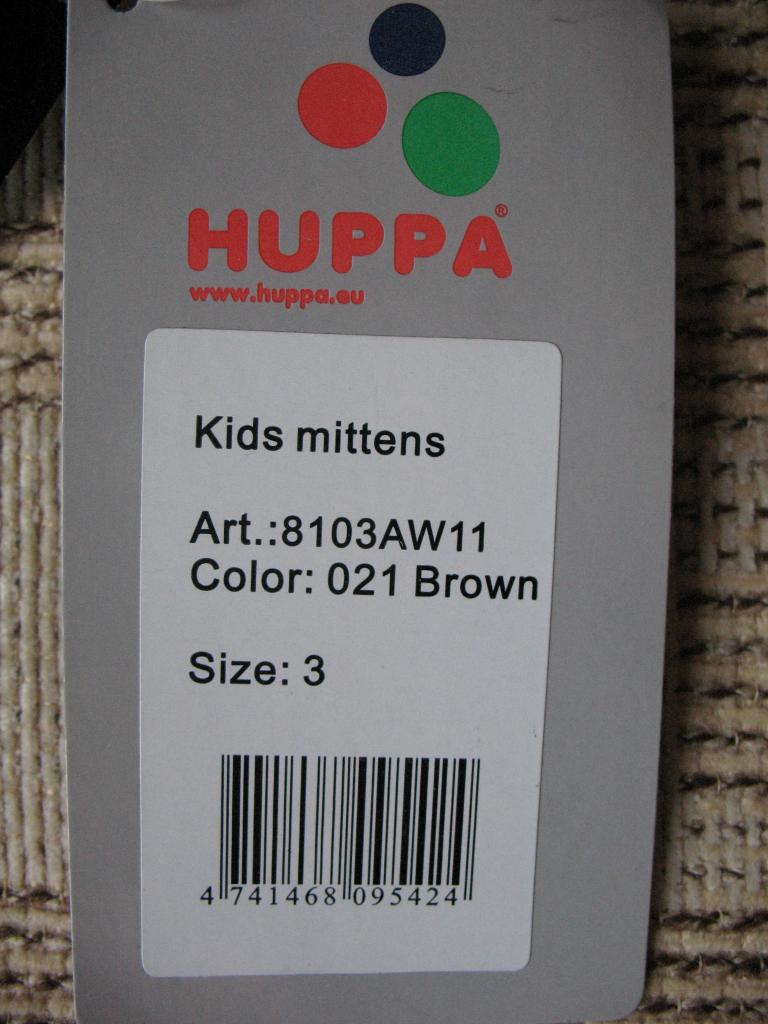 HUPPA®
www.huppa.eu
Kids mittens
Art.:8103AW11
Color: 021 Brown
Size: 3
4 741468 095424